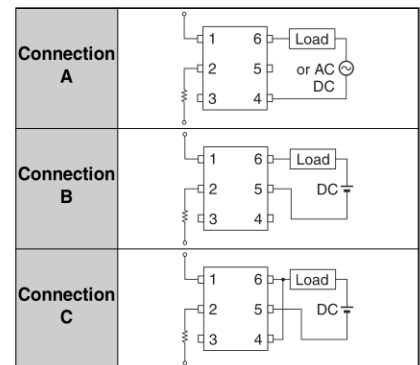 Connection
A
1 6 Load
2 5 or AC
DC
3 4
Connection
B
1 6 Load
2 5 DC
3 4
Connection
C
1 6 Load
2 5 DC
3 4